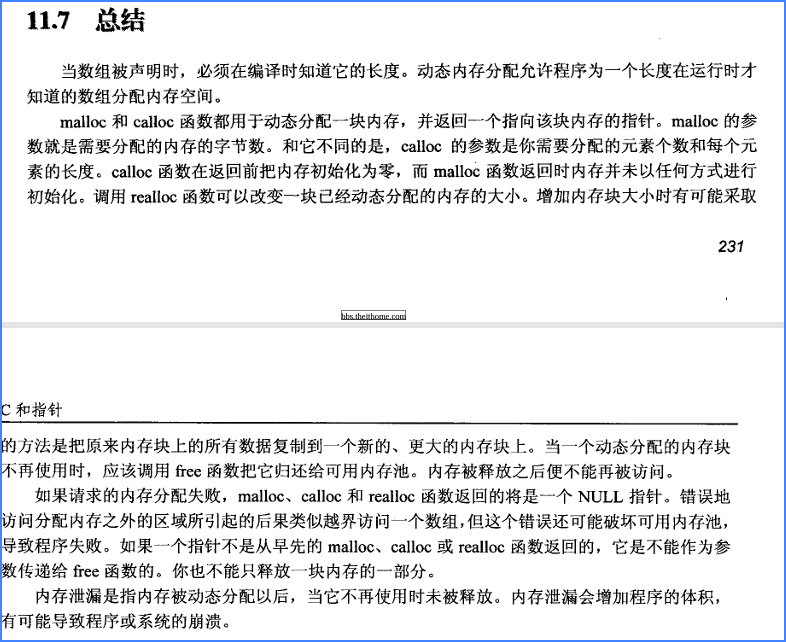 11.7 总结
当数组被声明时，必须在编译时知道它的长度。动态内存分配允许程序为一个长度在运行时才
知道的数组分配内存空间。
malloc 和 calloc 函数都用于动态分配一块内存，并返回一个指向该块内存的指针。malloc 的参
数就是需要分配的内存的字节数。和它不同的是，calloc 的参数是你需要分配的元素个数和每个元
素的长度。calloc 函数在返回前把内存初始化为零，而 malloc 函数返回时内存并未以任何方式进行
初始化。调用 realloc 函数可以改变一块已经动态分配的内存的大小。增加内存块大小时有可能采取
231
bbs.theithome.com
C 和指针
的方法是把原来内存块上的所有数据复制到一个新的、更大的内存块上。当一个动态分配的内存块
不再使用时，应该调用 free 函数把它归还给可用内存池。内存被释放之后便不能再被访问。
如果请求的内存分配失败，malloc、calloc 和 realloc 函数返回的将是一个 NULL 指针。错误地
访问分配内存之外的区域所引起的后果类似越界访问一个数组，但这个错误还可能破坏可用内存池，
导致程序失败。如果一个指针不是从早先的 malloc、calloc 或 realloc 函数返回的，它是不能作为参
数传递给 free 函数的。你也不能只释放一块内存的一部分。
内存泄漏是指内存被动态分配以后，当它不再使用时未被释放。内存泄漏会增加程序的体积，
有可能导致程序或系统的崩溃。